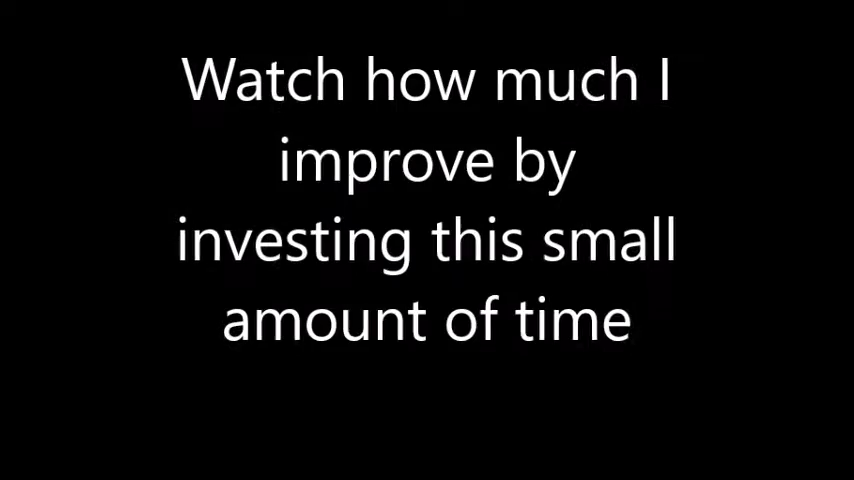 Watch how much I
improve by
investing this small
amount of time